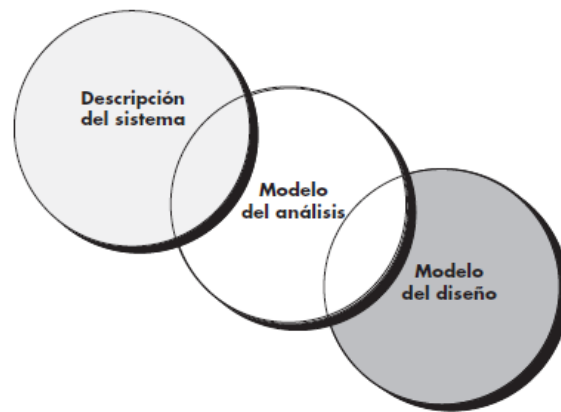 Descripción
del sistema
Modelo
del análisis
Modelo
del diseño